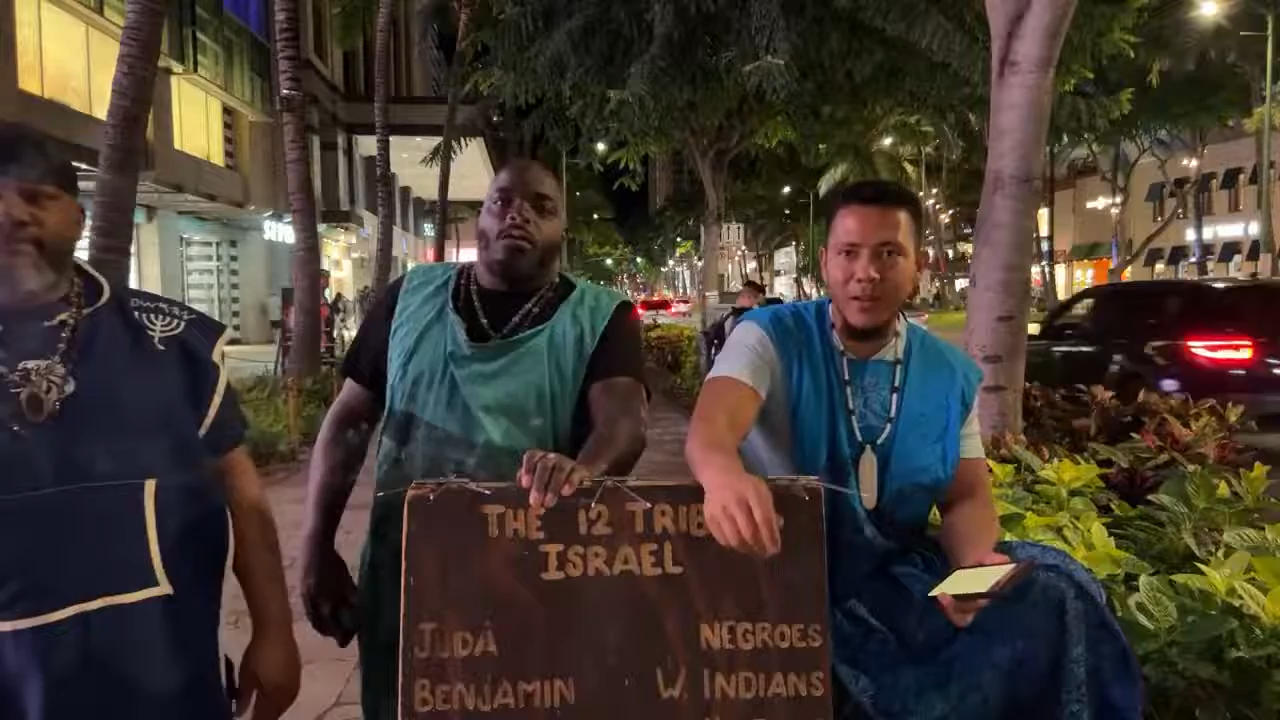 THE 12 TRIB
ISRAEL
JUDA NEGROES
BENJAMIN W. INDIANS